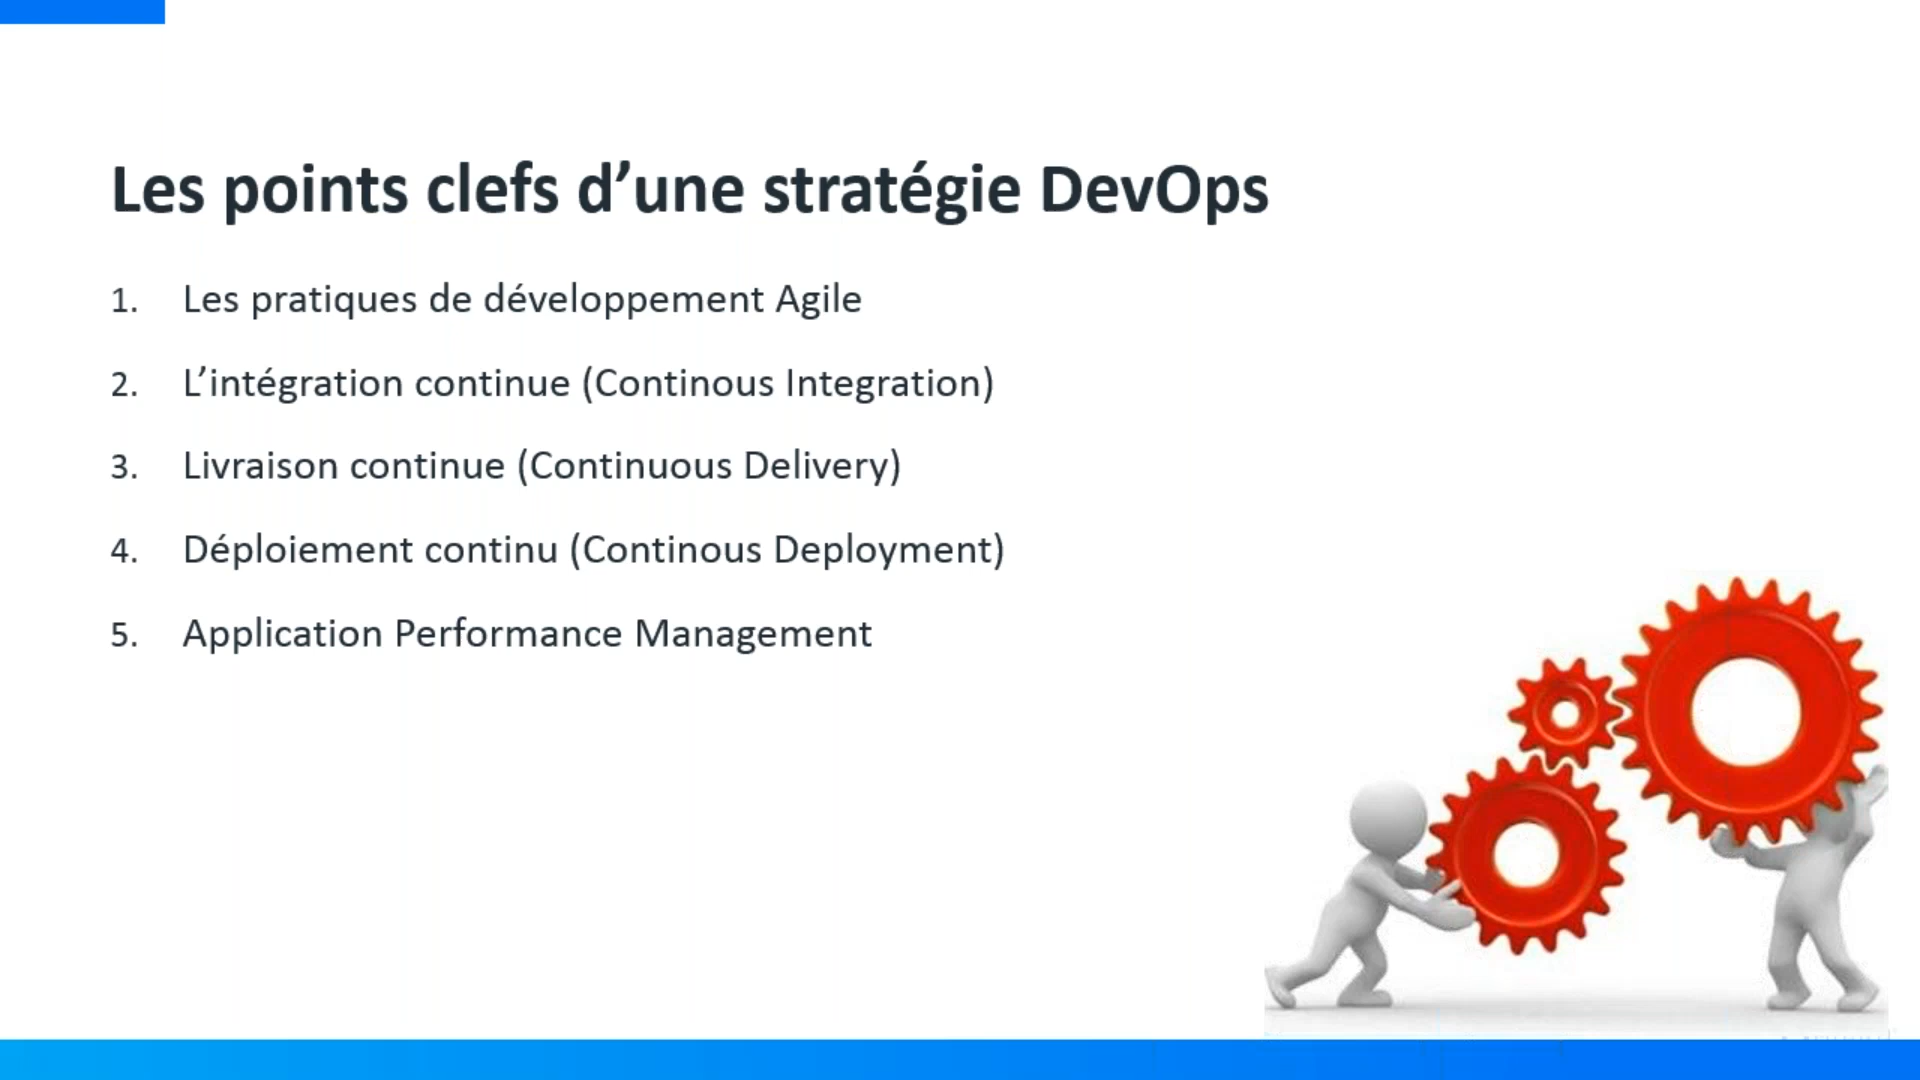 Les points clefs d’une stratégie DevOps
1. Les pratiques de développement Agile
2. L’intégration continue (Continous Integration)
3. Livraison continue (Continuous Delivery)
4. Déploiement continu (Continous Deployment)
5. Application Performance Management